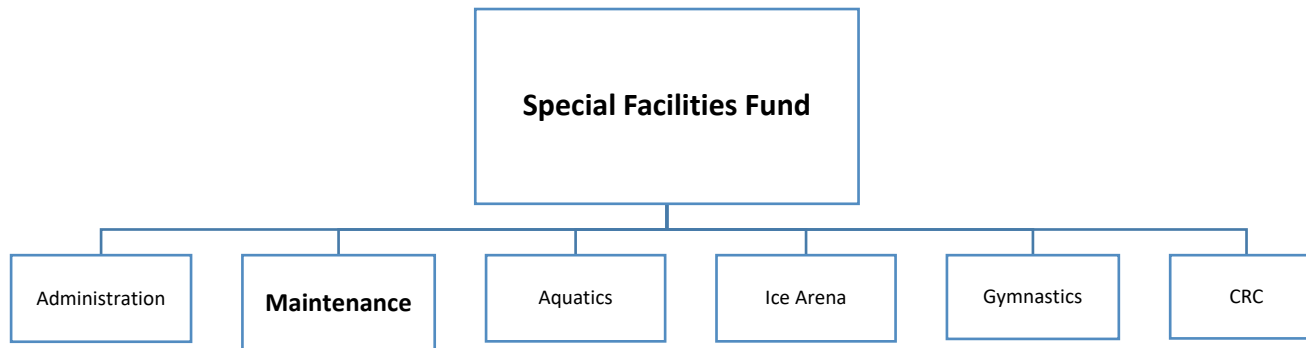 Special Facilities Fund
Administration
Maintenance
Aquatics
Ice Arena
Gymnastics
CRC